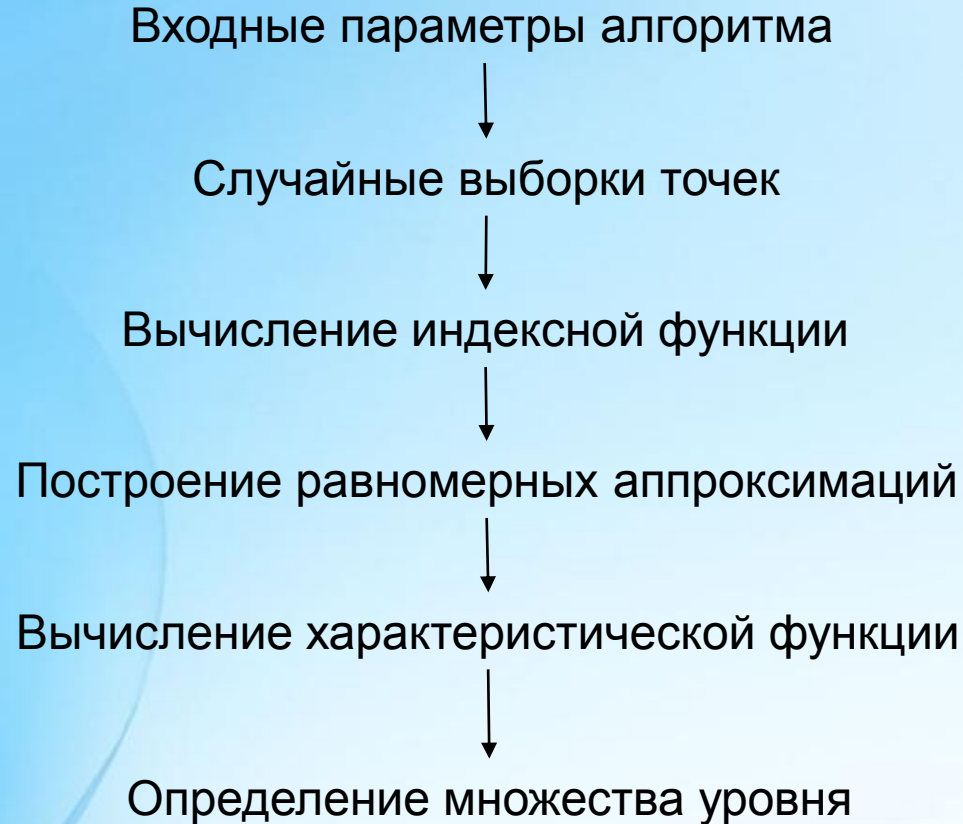 Входные параметры алгоритма
Случайные выборки точек
Вычисление индексной функции
Построение равномерных аппроксимаций
Вычисление характеристической функции
Определение множества уровня